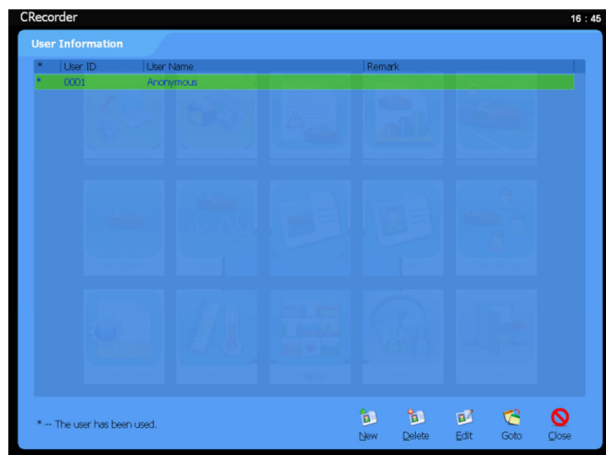 CRecorder 16 : 45
User Information
* User ID User Name Remark
* 0001 Anonymous
* -- The user has been used.
New Delete Edit Goto Close